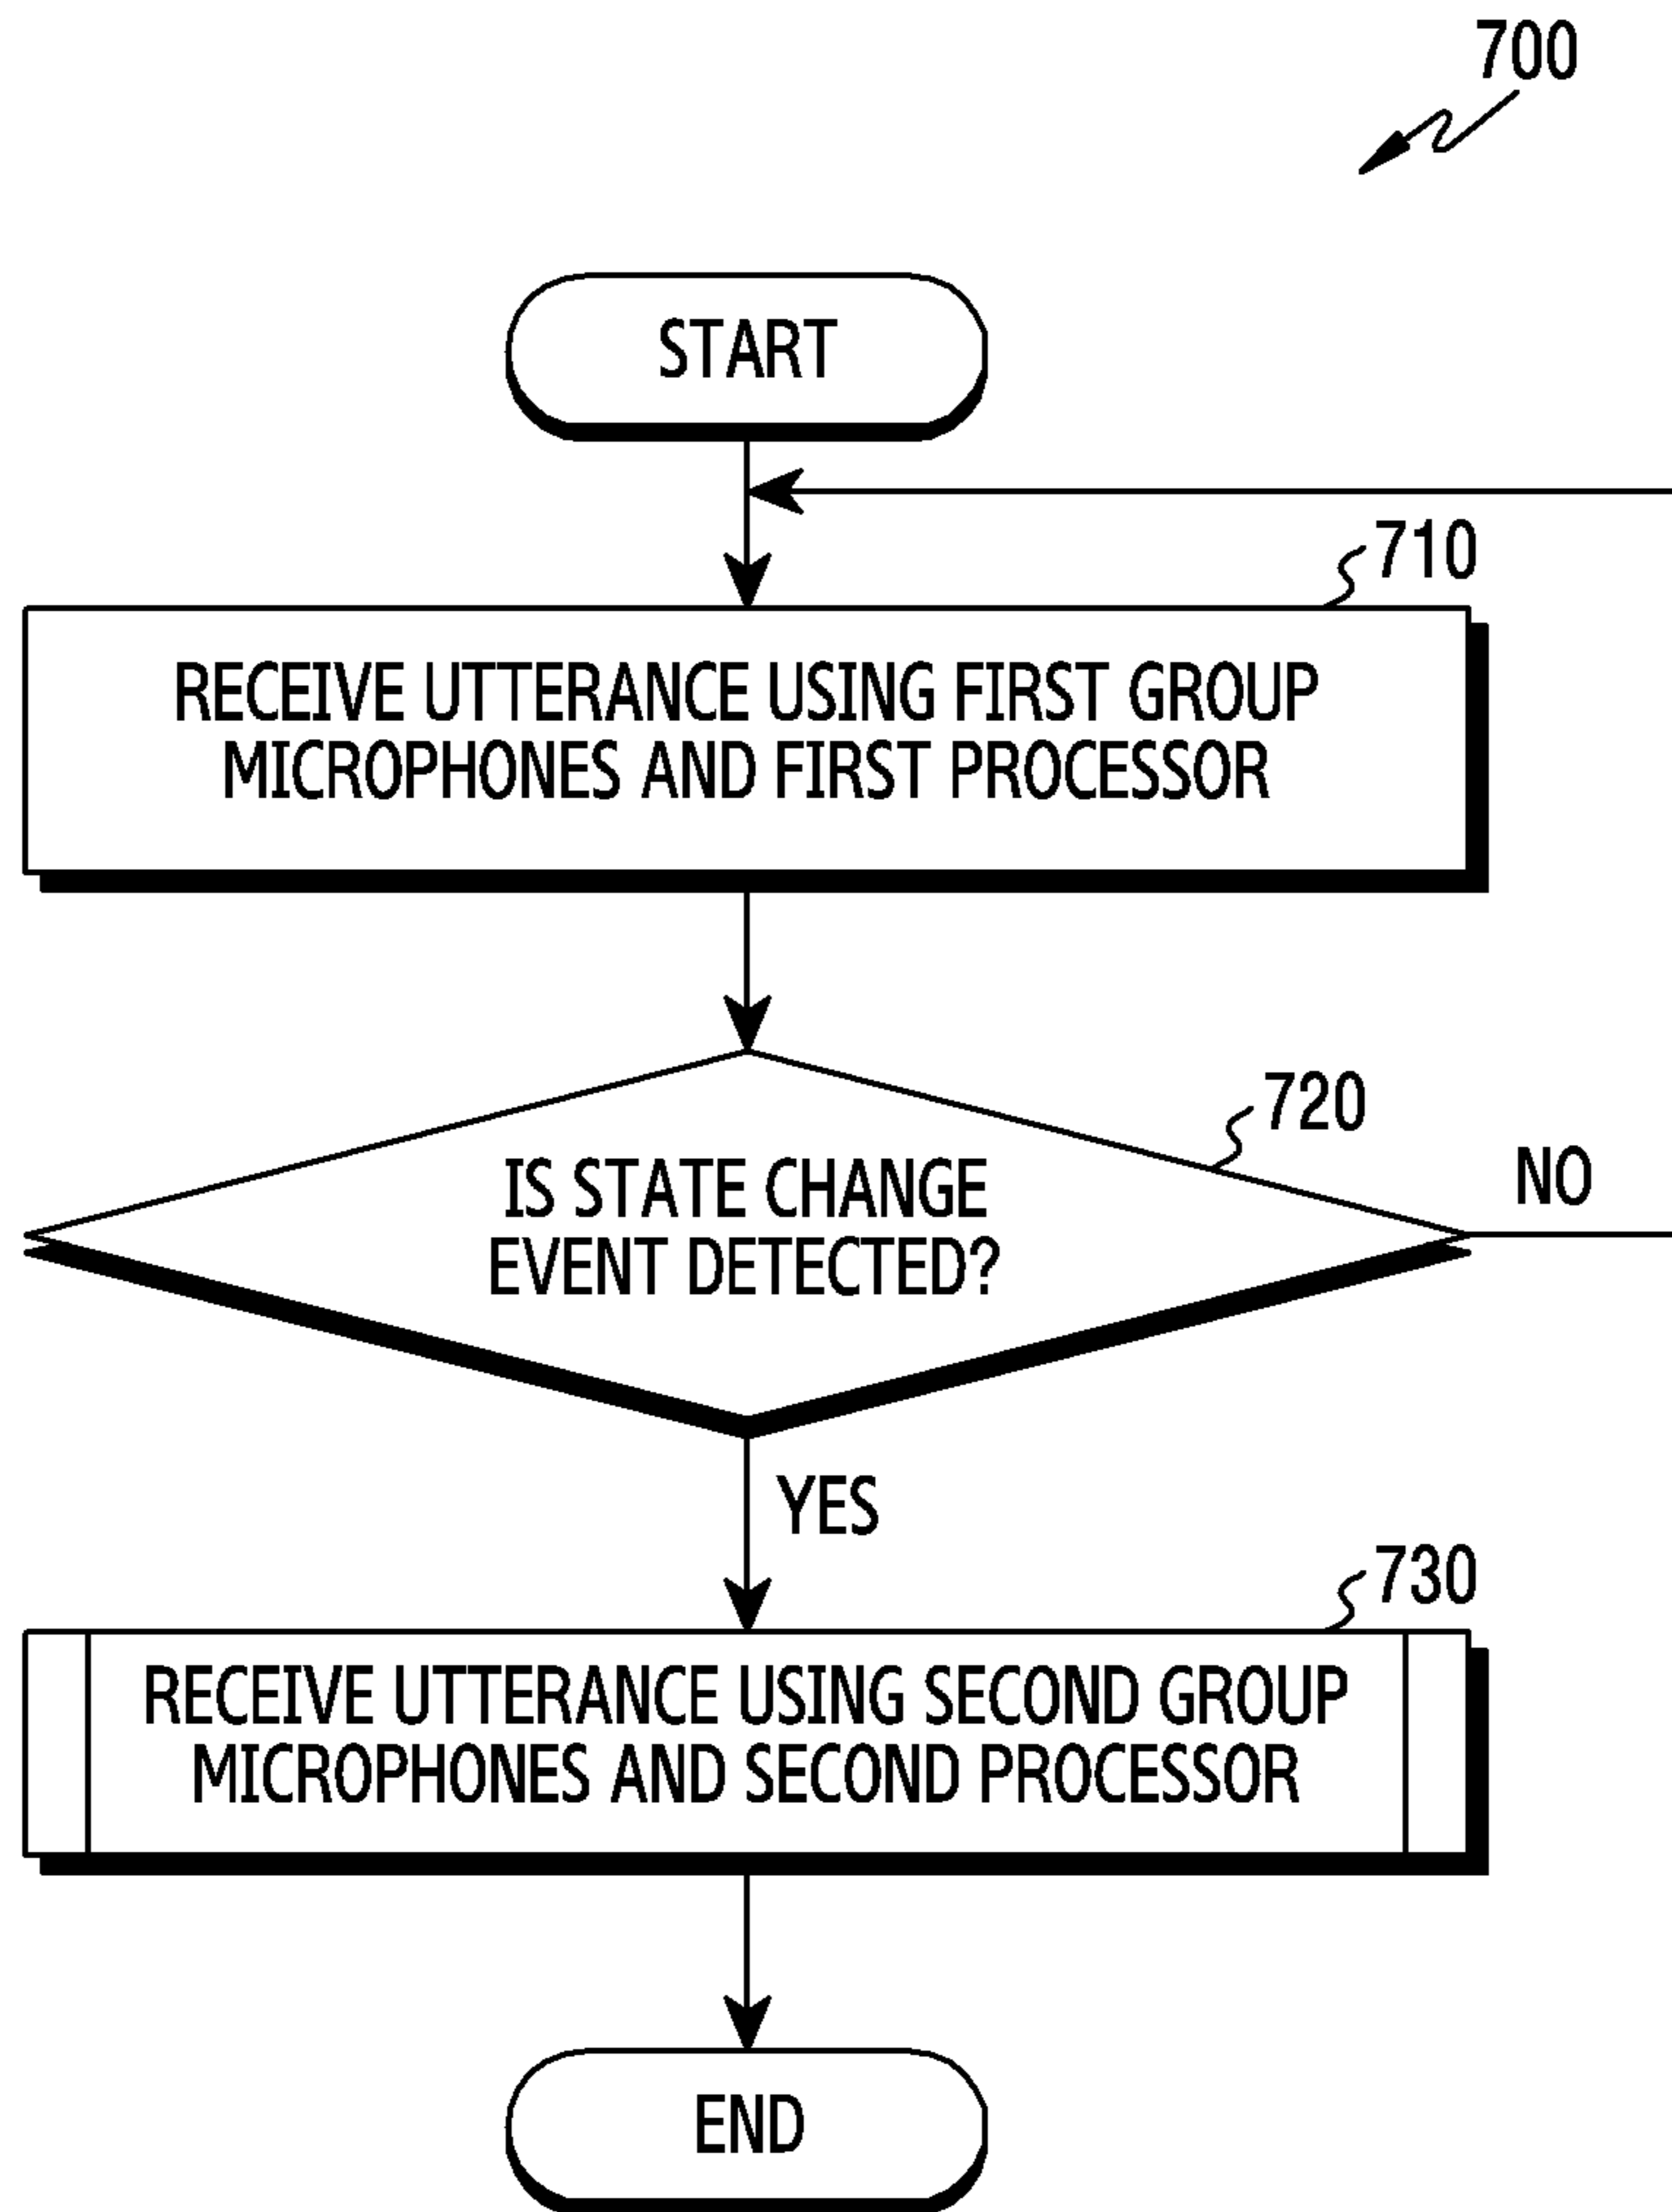 700
START
710
RECEIVE UTTERANCE USING FIRST GROUP
MICROPHONES AND FIRST PROCESSOR
720
IS STATE CHANGE
EVENT DETECTED?
NO
YES
730
RECEIVE UTTERANCE USING SECOND GROUP
MICROPHONES AND SECOND PROCESSOR
END